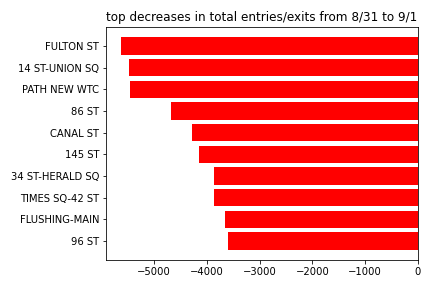 top decreases in total entries/exits from 8/31 to 9/1
FULTON ST
14 ST-UNION SQ
PATH NEW WTC
86 ST
CANAL ST
145 ST
34 ST-HERALD SQ
TIMES SQ-42 ST
FLUSHING-MAIN
96 ST
−5000 −4000 −3000 −2000 −1000 0